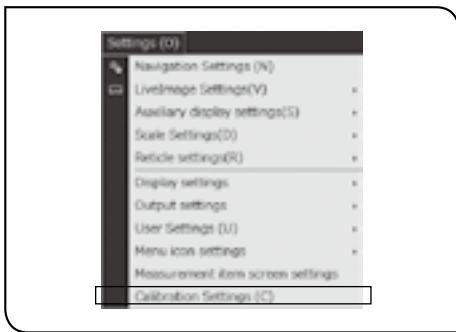 Settings (O)
Navigation Settings (N)
LiveImage Settings(V)
Auxiliary display settings(S)
Scale Settings(D)
Reticle settings(R)
Display settings
Output settings
User Settings (U)
Menu icon settings
Measurement item screen settings
Calibration Settings (C)